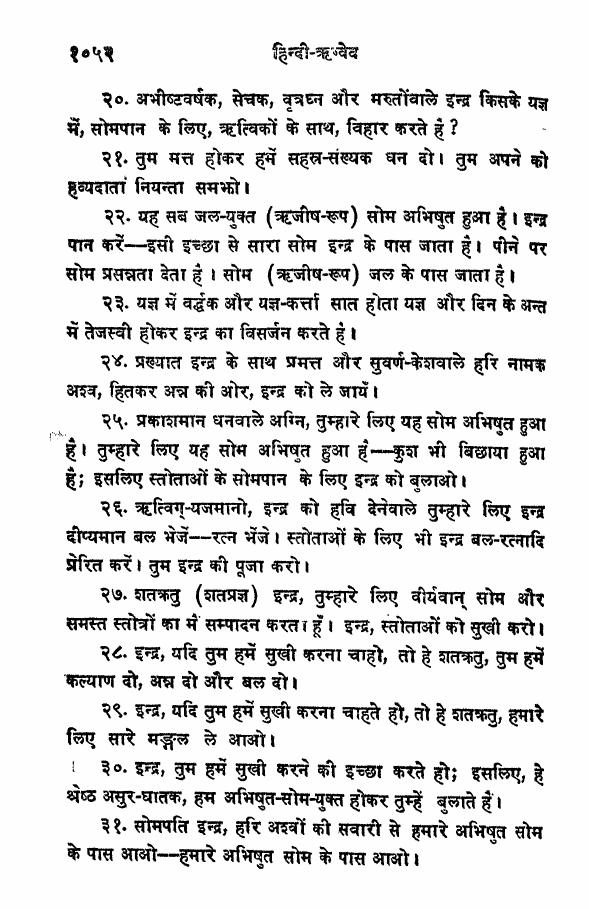 १०५२ हिन्दी-ऋग्वेद
२०. अभीष्टवर्षक, सेचक, वृत्रघ्न और मरुतोंवाले इन्द्र किसके यज्ञ
में, सोमपान के लिए, ऋत्विकों के साथ, विहार करते हैं ?
२१. तुम मत्त होकर हमें सहस्र-संख्यक धन दो। तुम अपने को
हव्यदाता नियन्ता समझो।
२२. यह सब जल-युक्त (ऋजीष-रूप) सोम अभिषुत हुआ है। इन्द्र
पान करें--इसी इच्छा से सारा सोम इन्द्र के पास जाता है। पीने पर
सोम प्रसन्नता देता है। सोम (ऋजीष-रूप) जल के पास जाता है।
२३. यज्ञ में वर्द्धक और यज्ञ-कर्त्ता सात होता यज्ञ और दिन के अन्त
में तेजस्वी होकर इन्द्र का विसर्जन करते हैं।
२४. प्रख्यात इन्द्र के साथ प्रमत्त और सुवर्ण-केशवाले हरि नामक
अश्व, हितकर अन्न की ओर, इन्द्र को ले जायँ।
२५. प्रकाशमान धनवाले अग्नि, तुम्हारे लिए यह सोम अभिषुत हुआ
है। तुम्हारे लिए यह सोम अभिषुत हुआ है--कुश भी बिछाया हुआ
है; इसलिए स्तोताओं के सोमपान के लिए इन्द्र को बुलाओ।
२६. ऋत्विग्-यजमानो, इन्द्र को हवि देनेवाले तुम्हारे लिए इन्द्र
दीप्यमान बल भेजें--रत्न भेंजे। स्तोताओं के लिए भी इन्द्र बल-रत्नादि
प्रेरित करें। तुम इन्द्र की पूजा करो।
२७. शतक्रतु (शतप्रज्ञ) इन्द्र, तुम्हारे लिए वीर्यवान् सोम और
समस्त स्तोत्रों का मैं सम्पादन करता हूँ। इन्द्र, स्तोताओं को सुखी करो।
२८. इन्द्र, यदि तुम हमें सुखी करना चाहो, तो हे शतक्रतु, तुम हमें
कल्याण दो, अन्न दो और बल दो।
२९. इन्द्र, यदि तुम हमें सुखी करना चाहते हो, तो हे शतक्रतु, हमारे
लिए सारे मङ्गल ले आओ।
३०. इन्द्र, तुम हमें सुखी करने की इच्छा करते हो; इसलिए, हे
श्रेष्ठ असुर-घातक, हम अभिषुत-सोम-युक्त होकर तुम्हें बुलाते हैं।
३१. सोमपति इन्द्र, हरि अश्वों की सवारी से हमारे अभिषुत सोम
के पास आओ--हमारे अभिषुत सोम के पास आओ।